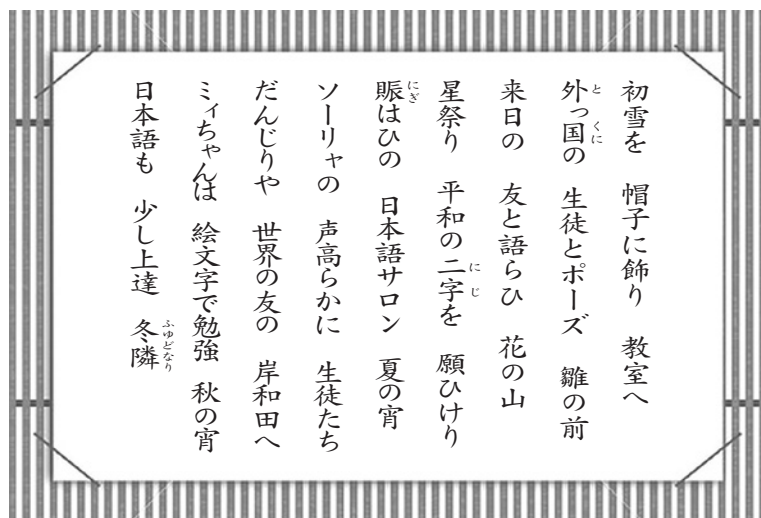 初雪を　帽子に飾り　教室へ
外っ国の　生徒とポーズ　雛の前
来日の　友と語らひ　花の山
星祭り　平和の二字を　願ひけり
賑はひの　日本語サロン　夏の宵
ソーリャの　声高らかに　生徒たち
だんじりや　世界の友の　岸和田へ
ミィちゃんは　絵文字で勉強　秋の宵
日本語も　少し上達　冬隣